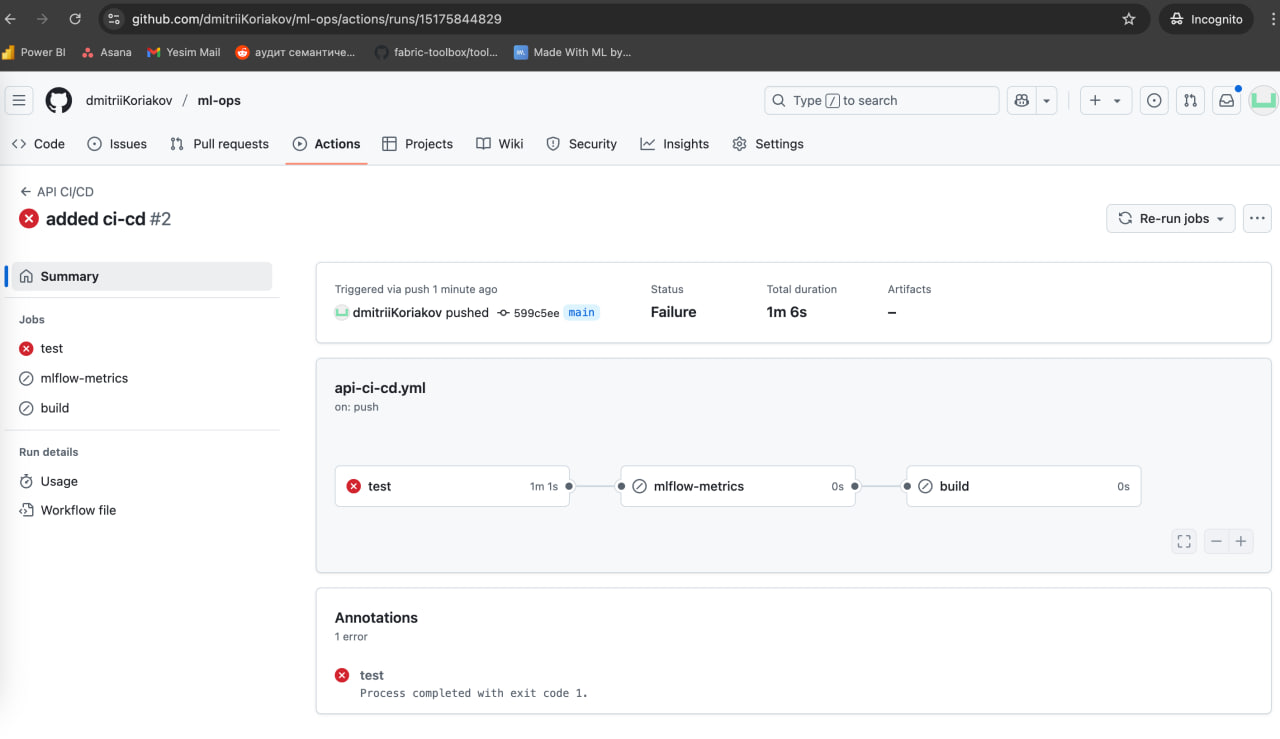 github.com/dmitriiKoriakov/ml-ops/actions/runs/15175844829
Incognito
Power BI
Asana
Yesim Mail
аудит семантиче...
fabric-toolbox/tool...
Made With ML by...
dmitriiKoriakov / ml-ops
Type / to search
Code
Issues
Pull requests
Actions
Projects
Wiki
Security
Insights
Settings
API CI/CD
added ci-cd #2
Re-run jobs
Summary
Jobs
test
mlflow-metrics
build
Run details
Usage
Workflow file
Triggered via push 1 minute ago
dmitriiKoriakov pushed 599c5ee main
Status
Failure
Total duration
1m 6s
Artifacts
–
api-ci-cd.yml
on: push
test 1m 1s
mlflow-metrics 0s
build 0s
Annotations
1 error
test
Process completed with exit code 1.